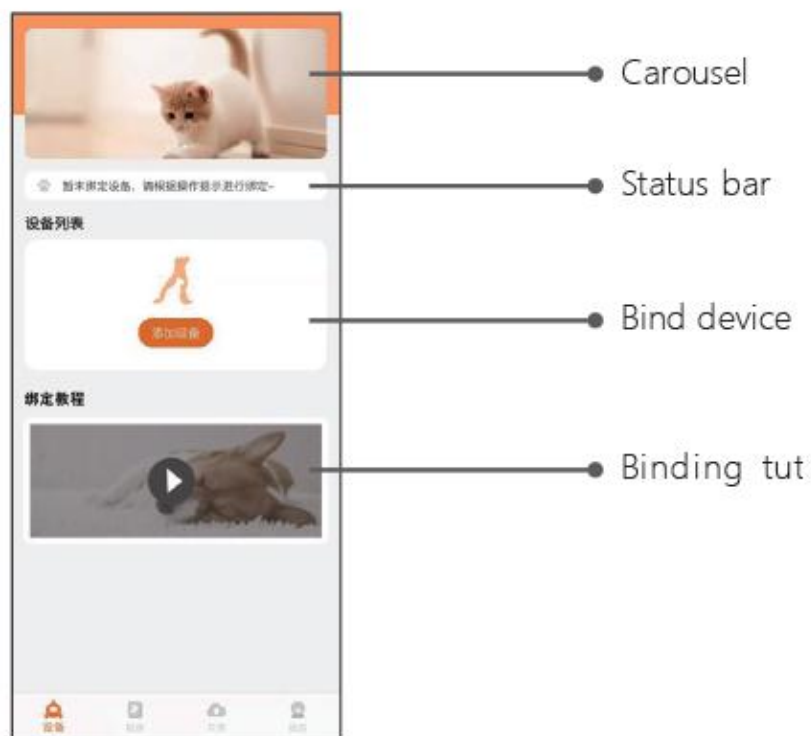 Carousel
暂未绑定设备，请根据操作提示进行绑定~
Status bar
设备列表
添加设备
Bind device
绑定教程
Binding tut
设备